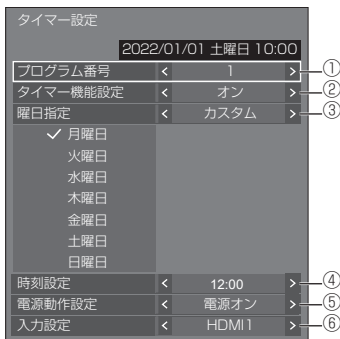 タイマー設定
2022/01/01 土曜日 10:00
プログラム番号 < 1 > ①
タイマー機能設定 < オン > ②
曜日指定 < カスタム > ③
✓ 月曜日
火曜日
水曜日
木曜日
金曜日
土曜日
日曜日
時刻設定 < 12:00 > ④
電源動作設定 < 電源オン > ⑤
入力設定 < HDMI1 > ⑥